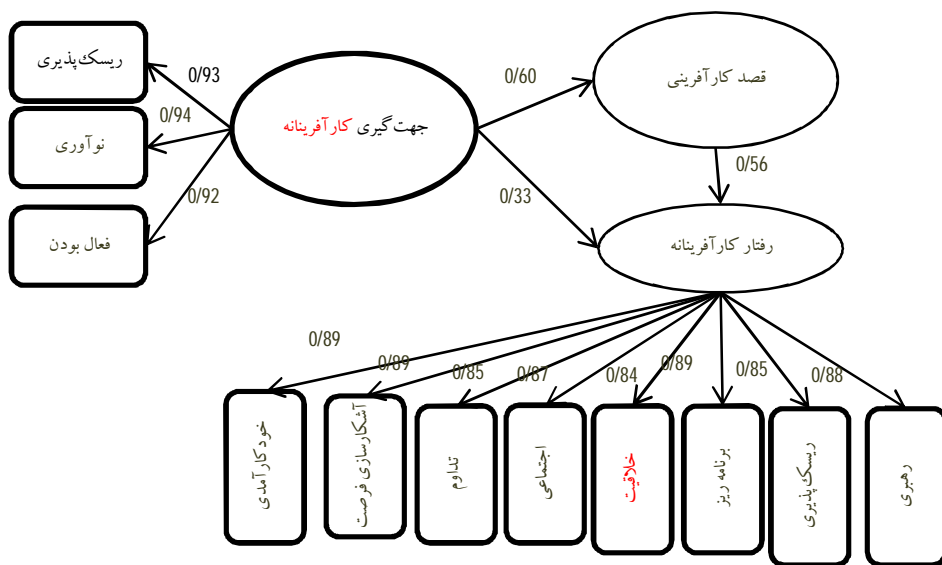 ریسک‌پذیری
نوآوری
فعال بودن
0/93
0/94
0/92
جهت‌گیری کارآفرینانه
0/60
0/33
قصد کارآفرینی
0/56
رفتار کارآفرینانه
0/89
0/89
0/85
0/87
0/84
0/89
0/85
0/88
خودکارآمدی
آشکارسازی فرصت
تداوم
اجتماعی
خلاقیت
برنامه ریز
ریسک‌پذیری
رهبری